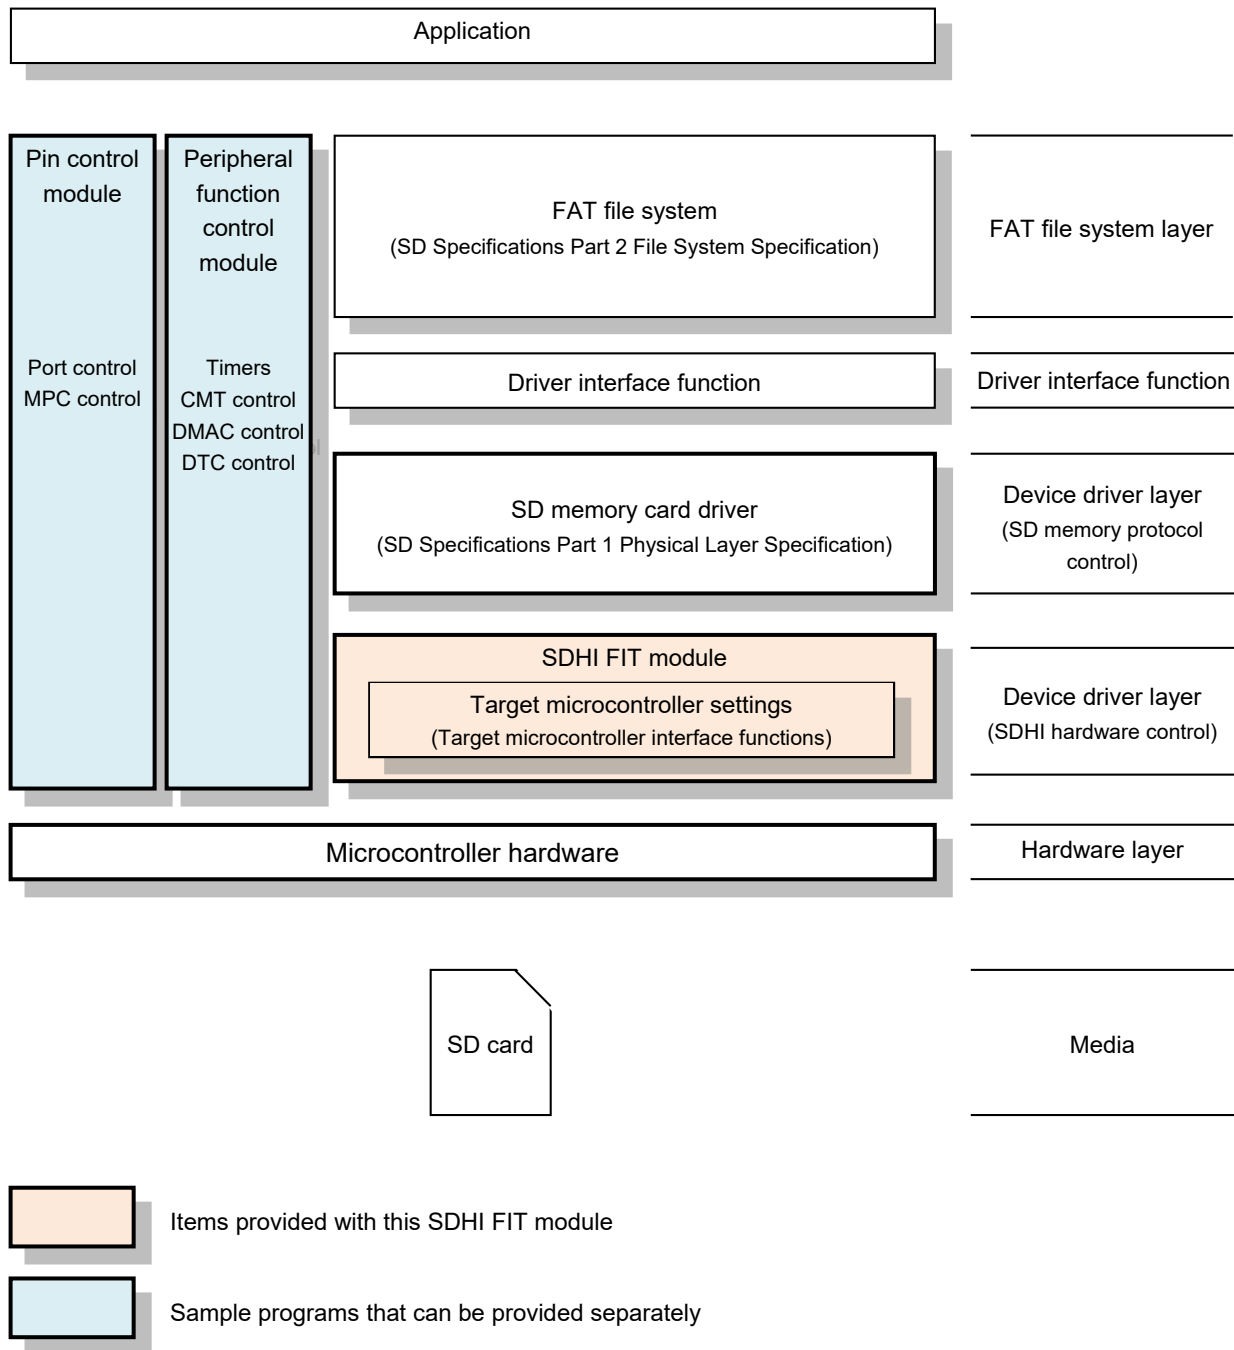 Application
Pin control
module
Port control
MPC control
Peripheral
function
control
module
Timers
CMT control
DMAC control
DTC control
FAT file system
(SD Specifications Part 2 File System Specification)
FAT file system layer
Driver interface function
Driver interface function
SD memory card driver
(SD Specifications Part 1 Physical Layer Specification)
Device driver layer
(SD memory protocol
control)
SDHI FIT module
Target microcontroller settings
(Target microcontroller interface functions)
Device driver layer
(SDHI hardware control)
Microcontroller hardware
Hardware layer
SD card
Media
Items provided with this SDHI FIT module
Sample programs that can be provided separately